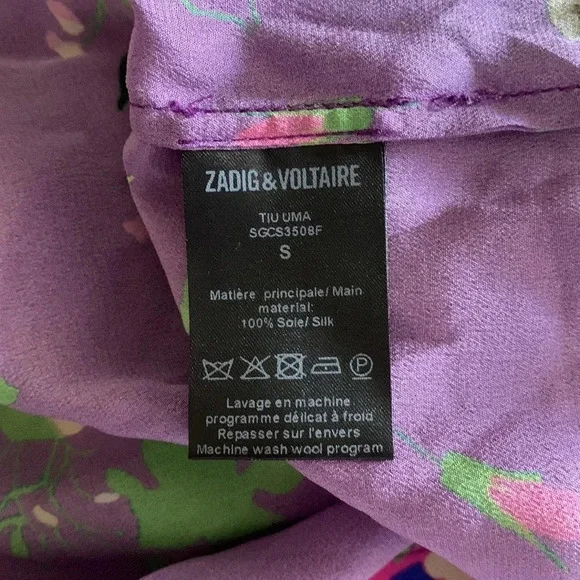 ZADIG&VOLTAIRE
TIU UMA
SGCS3508F
S
Matière principale/ Main
material:
100% Soie/ Silk
P
Lavage en machine
programme délicat à froid
Repasser sur l'envers
Machine wash wool program